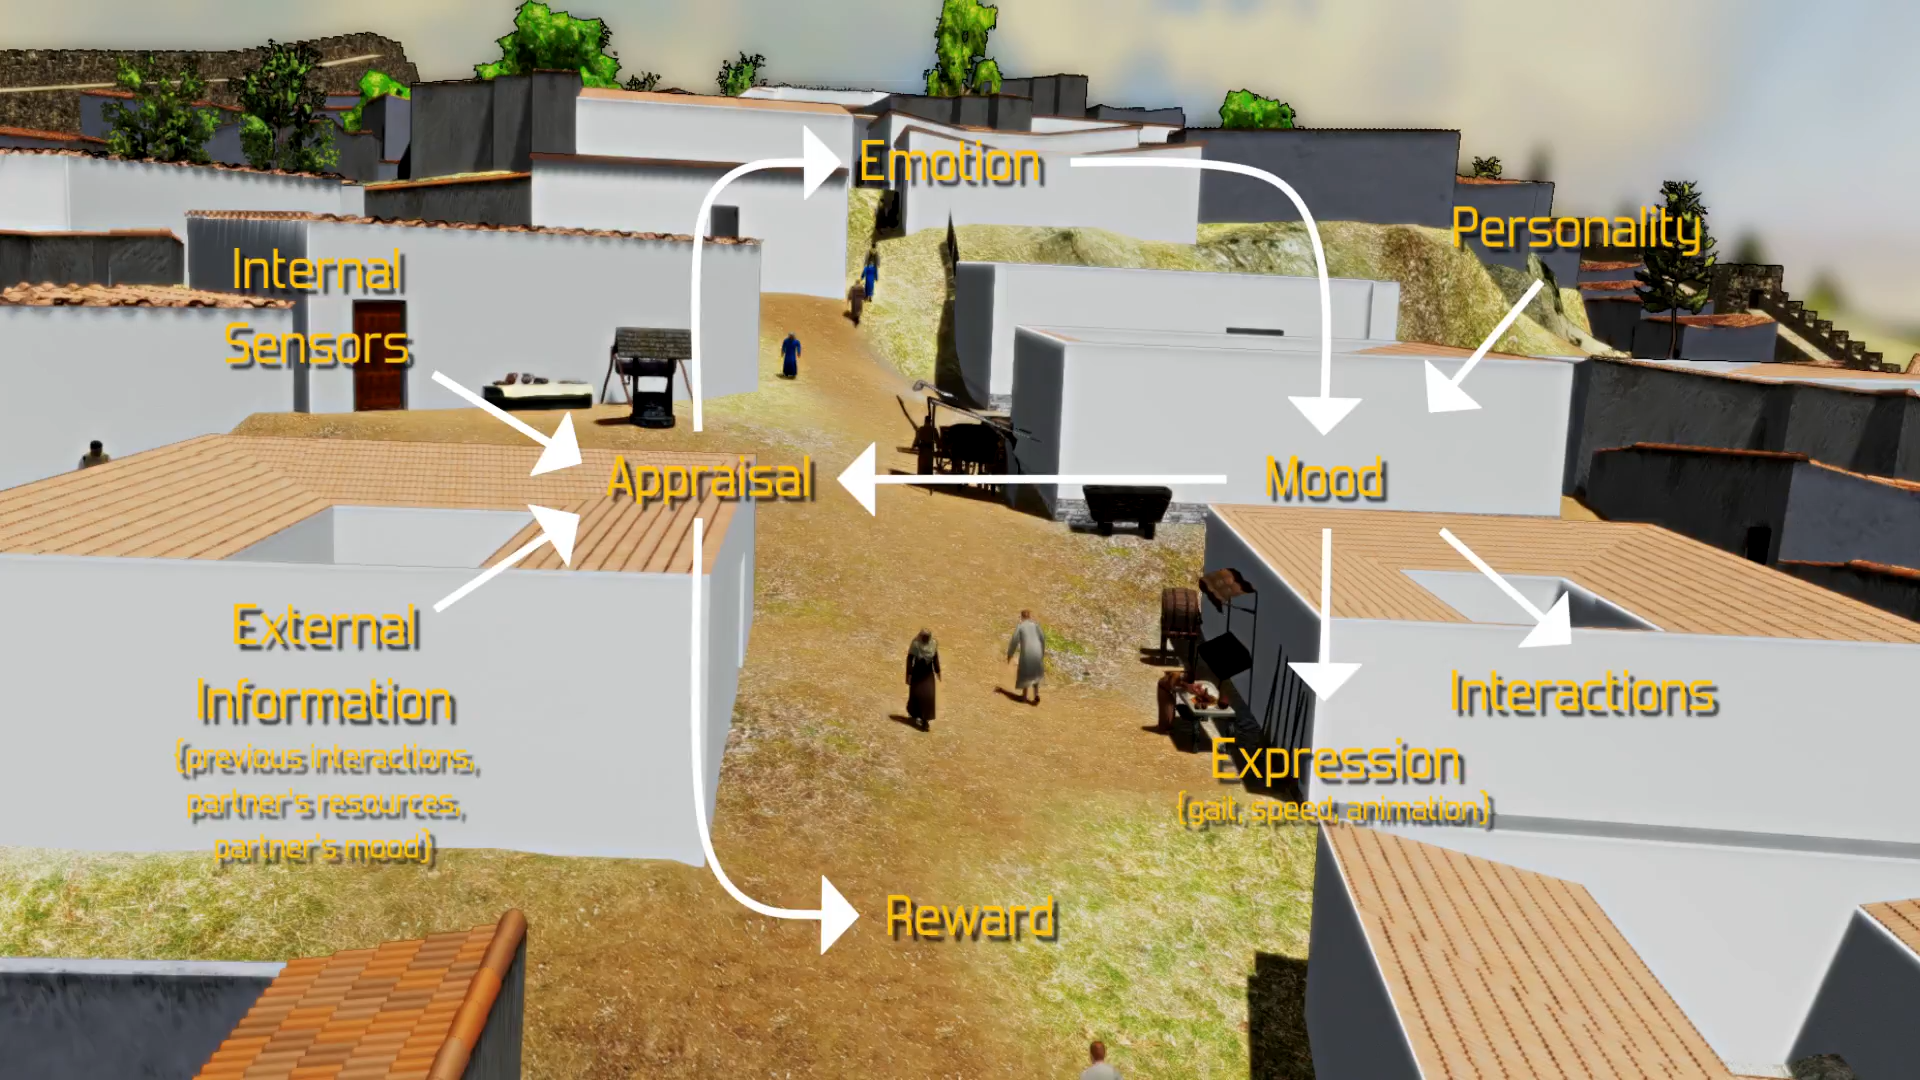 Emotion
Personality
Internal
Sensors
Appraisal
Mood
External
Information
{previous interactions,
partner's resources,
partner's mood}
Interactions
Expression
{gait, speed, animation}
Reward